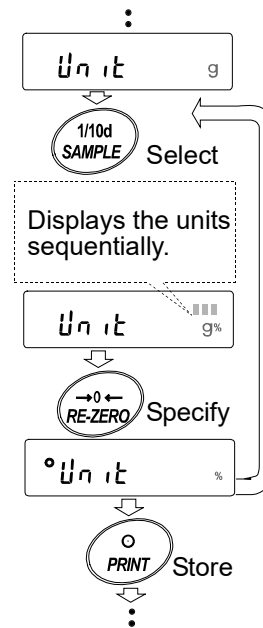 Unit g
1/10d
SAMPLE Select
Displays the units
sequentially.
Unit g%
→0←
RE-ZERO Specify
°Unit %
PRINT Store